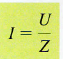 I = U/Z